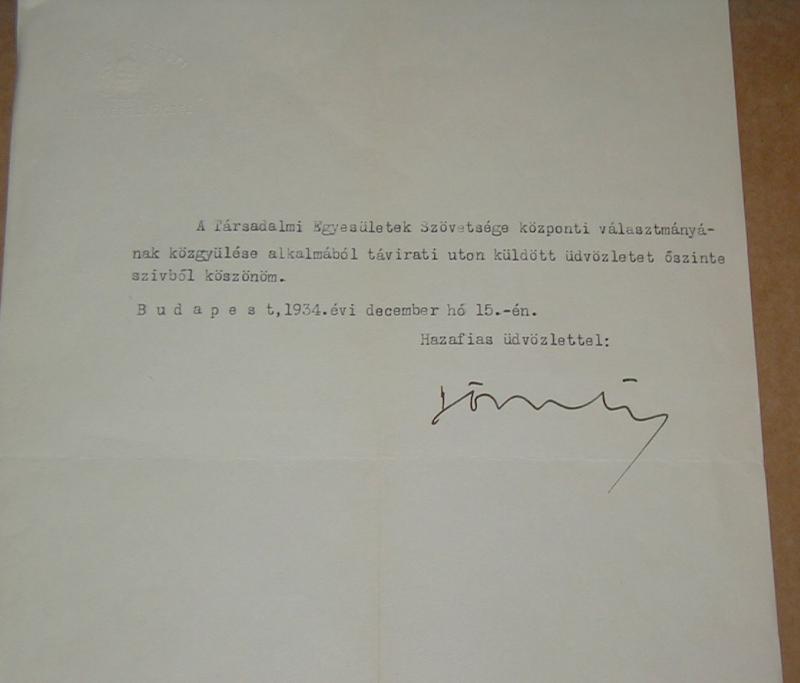 A Társadalmi Egyesületek Szövetsége központi választmányá-
nak közgyülése alkalmából távirati uton küldött üdvözletet őszinte
szivből köszönöm.
B u d a p e s t,1934.évi december hó 15.-én.
Hazafias üdvözlettel: